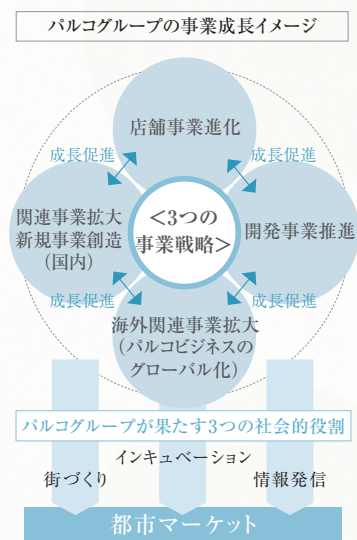 パルコグループの事業成長イメージ
店舗事業進化
成長促進
成長促進
関連事業拡大
新規事業創造
(国内)
<3つの
事業戦略>
開発事業推進
成長促進
成長促進
海外関連事業拡大
(パルコビジネスの
グローバル化)
パルコグループが果たす3つの社会的役割
インキュベーション
街づくり
情報発信
都市マーケット